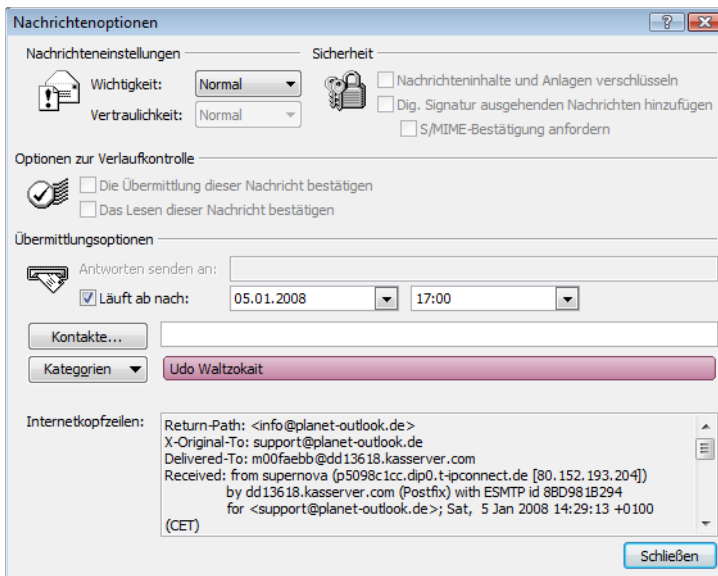 Nachrichtenoptionen
Nachrichteneinstellungen
Sicherheit
Wichtigkeit: Normal
Vertraulichkeit: Normal
Nachrichteninhalte und Anlagen verschlüsseln
Dig. Signatur ausgehenden Nachrichten hinzufügen
S/MIME-Bestätigung anfordern
Optionen zur Verlaufkontrolle
Die Übermittlung dieser Nachricht bestätigen
Das Lesen dieser Nachricht bestätigen
Übermittlungsoptionen
Antworten senden an:
Läuft ab nach: 05.01.2008 17:00
Kontakte...
Kategorien Udo Waltzokait
Internetkopfzeilen:
Return-Path: <info@planet-outlook.de>
X-Original-To: support@planet-outlook.de
Delivered-To: m00faebb@dd13618.kasserver.com
Received: from supernova (p5098c1cc.dip0.t-ipconnect.de [80.152.193.204])
by dd13618.kasserver.com (Postfix) with ESMTP id 8BD981B294
for <support@planet-outlook.de>; Sat, 5 Jan 2008 14:29:13 +0100
(CET)
Schließen